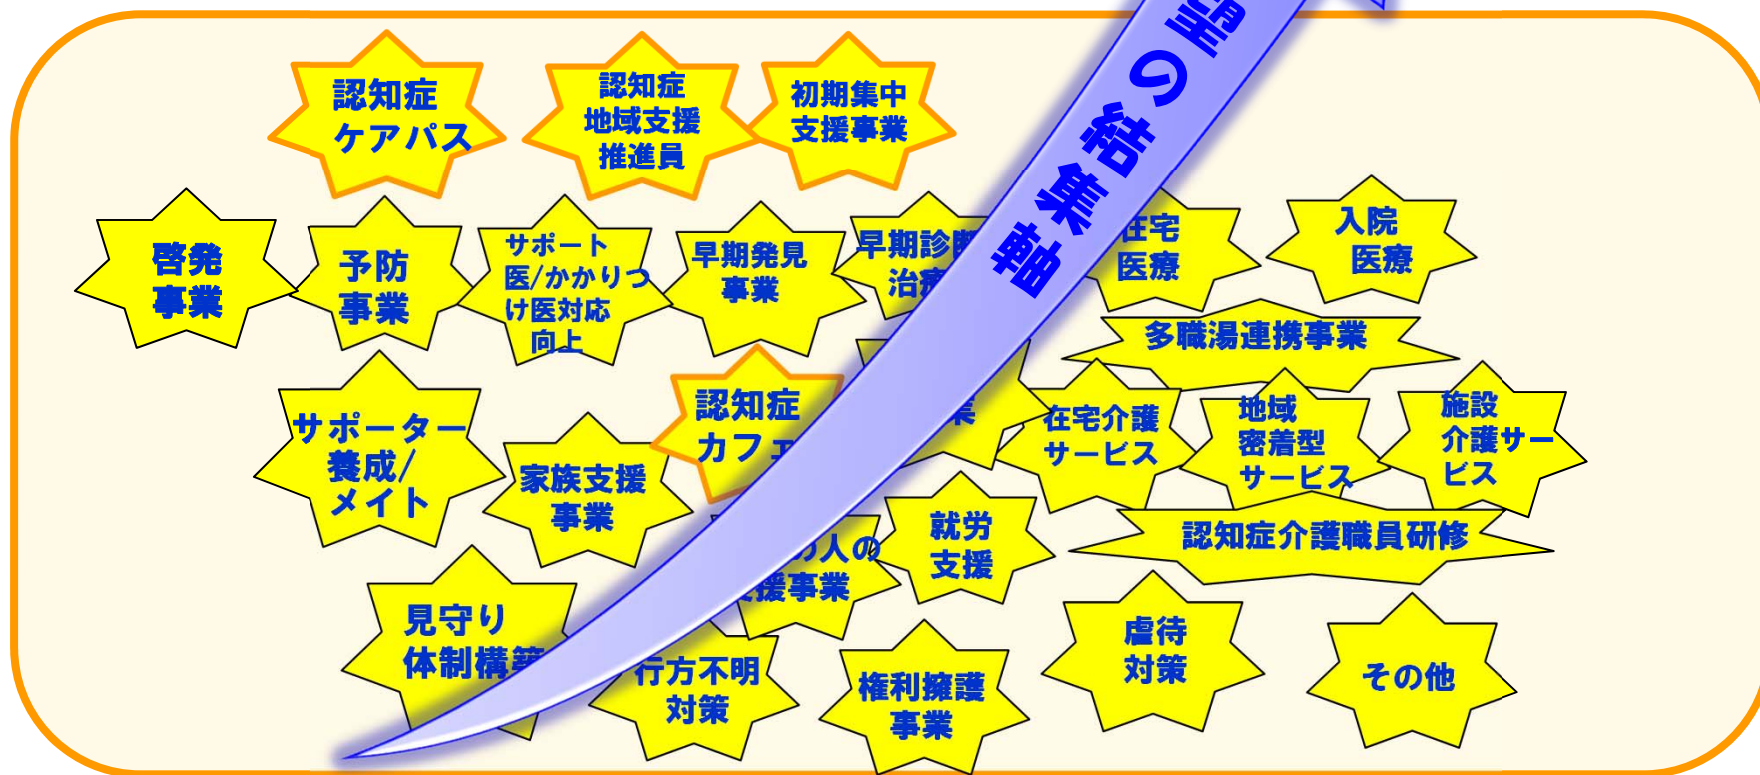 認知症
ケアパス
認知症
地域支援
推進員
初期集中
支援事業
望の結集軸
啓発
事業
予防
事業
サポート
医/かかりつ
け医対応
向上
早期発見
事業
早期診断
治療
在宅
医療
入院
医療
多職湯連携事業
サポーター
養成/
メイト
家族支援
事業
認知症
カフェ
業
在宅介護
サービス
地域
密着型
サービス
施設
介護サー
ビス
の人の
支援事業
就労
支援
認知症介護職員研修
見守り
体制構築
行方不明
対策
権利擁護
事業
虐待
対策
その他